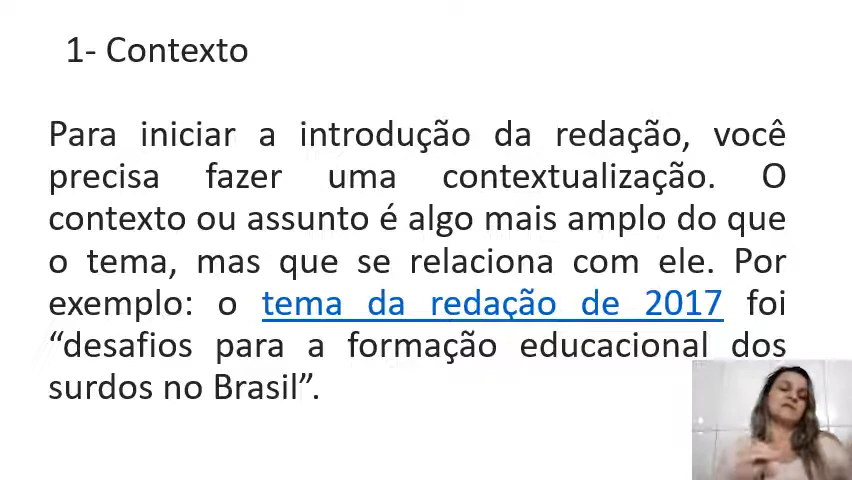 1- Contexto
Para iniciar a introdução da redação, você
precisa fazer uma contextualização. O
contexto ou assunto é algo mais amplo do que
o tema, mas que se relaciona com ele. Por
exemplo: o tema da redação de 2017 foi
“desafios para a formação educacional dos
surdos no Brasil”.